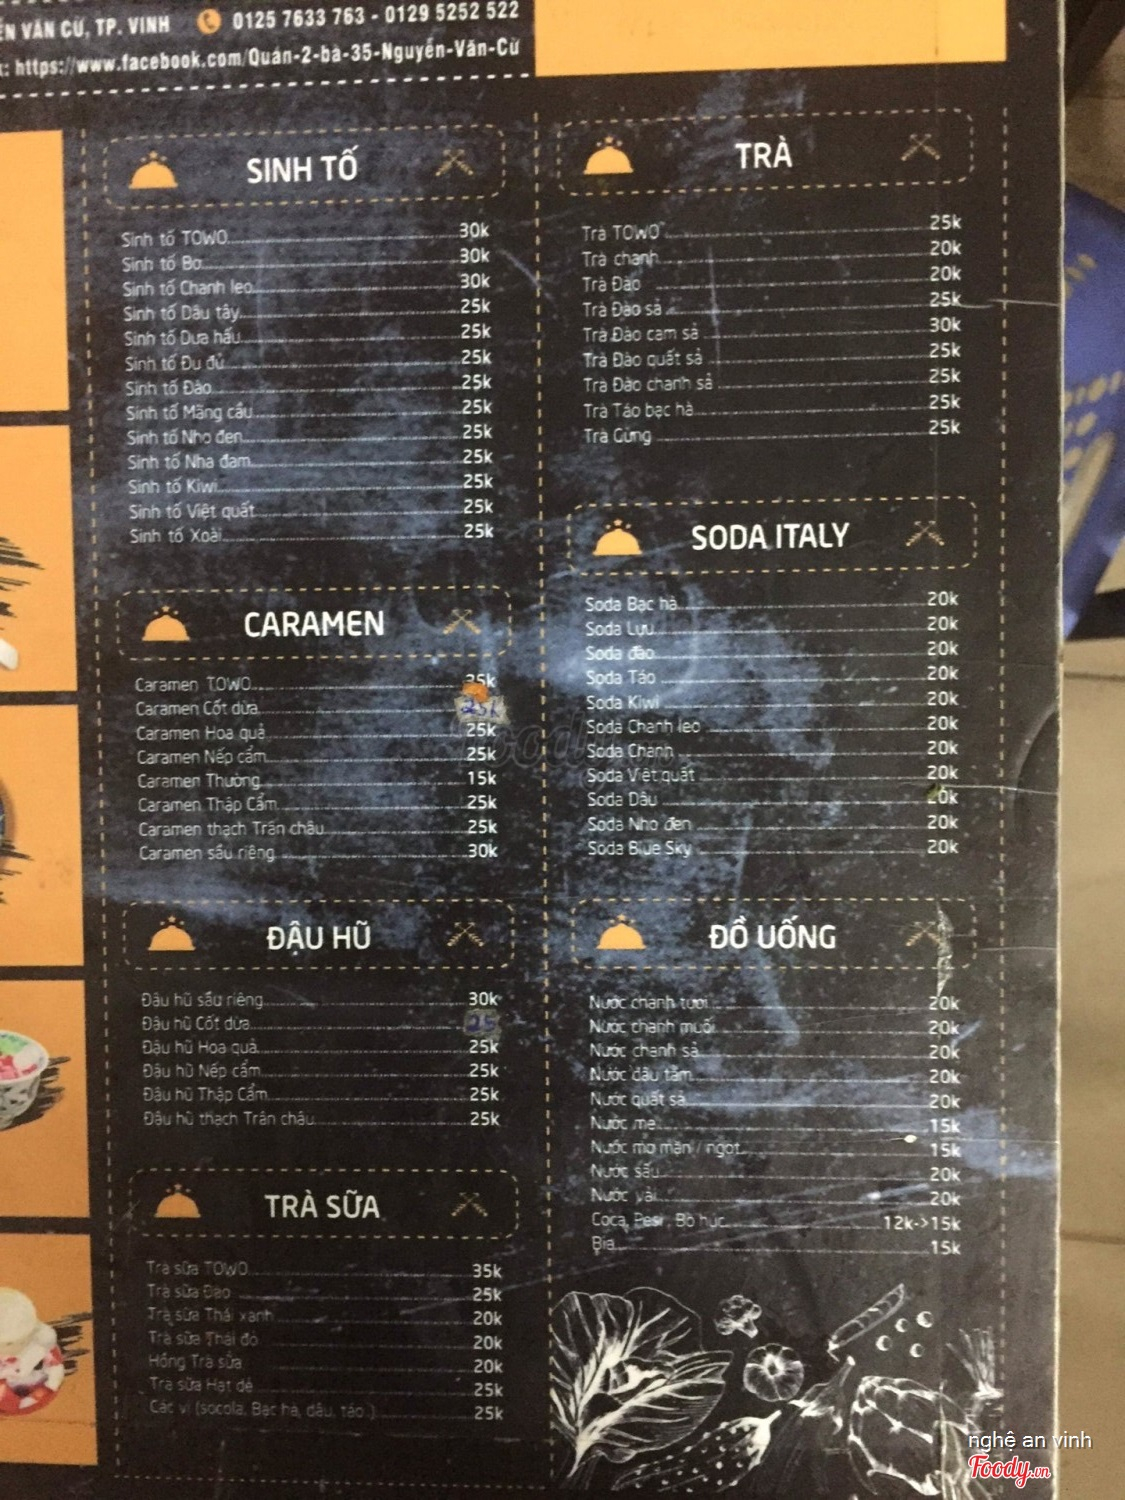 ỄN VĂN CỪ, TP. VINH 0125 7633 763 - 0129 5252 522
k: https://www.facebook.com/Quán-2-bà-35-Nguyễn-Văn-Cừ
SINH TỐ
Sinh tố TOWO 30k
Sinh tố Bơ 30k
Sinh tố Chanh leo 30k
Sinh tố Dâu tây 25k
Sinh tố Dưa hấu 25k
Sinh tố Đu đủ 25k
Sinh tố Đào 25k
Sinh tố Mãng cầu 25k
Sinh tố Nho đen 25k
Sinh tố Nha đam 25k
Sinh tố Kiwi 25k
Sinh tố Việt quất 25k
Sinh tố Xoài 25k
CARAMEN
Caramen TOWO 25k
Caramen Cốt dừa 25k
Caramen Hoa quả 25k
Caramen Nếp cẩm 25k
Caramen Thường 15k
Caramen Thập Cẩm 25k
Caramen thạch Trân châu 25k
Caramen sầu riêng 30k
ĐẬU HŨ
Đậu hũ sầu riêng 30k
Đậu hũ Cốt dừa 25
Đậu hũ Hoa quả 25k
Đậu hũ Nếp cẩm 25k
Đậu hũ Thập Cẩm 25k
Đậu hũ thạch Trân châu 25k
TRÀ SỮA
Trà sữa TOWO 35k
Trà sữa Đào 25k
Trà sữa Thái xanh 20k
Trà sữa Thái đỏ 20k
Hồng Trà sữa 20k
Trà sữa Hạt dẻ 25k
Các vị (socola, Bạc hà, dâu, táo.) 25k
TRÀ
Trà TOWO 25k
Trà chanh 20k
Trà Đào 20k
Trà Đào sả 25k
Trà Đào cam sả 30k
Trà Đào quất sả 25k
Trà Đào chanh sả 25k
Trà Táo bạc hà 25k
Trà Gừng 25k
SODA ITALY
Soda Bạc hà 20k
Soda Lựu 20k
Soda đào 20k
Soda Táo 20k
Soda Kiwi 20k
Soda Chanh leo 20k
Soda Chanh 20k
Soda Việt quất 20k
Soda Dâu 20k
Soda Nho đen 20k
Soda Blue Sky 20k
ĐỒ UỐNG
Nước chanh tươi 20k
Nước chanh muối 20k
Nước chanh sả 20k
Nước dâu tằm 20k
Nước quất sả 20k
Nước me 15k
Nước mơ mặn / ngọt 15k
Nước sấu 20k
Nước vải 20k
Coca, Pesi, Bò húc 12k->15k
Bia 15k
nghệ an vinh
Foody.vn